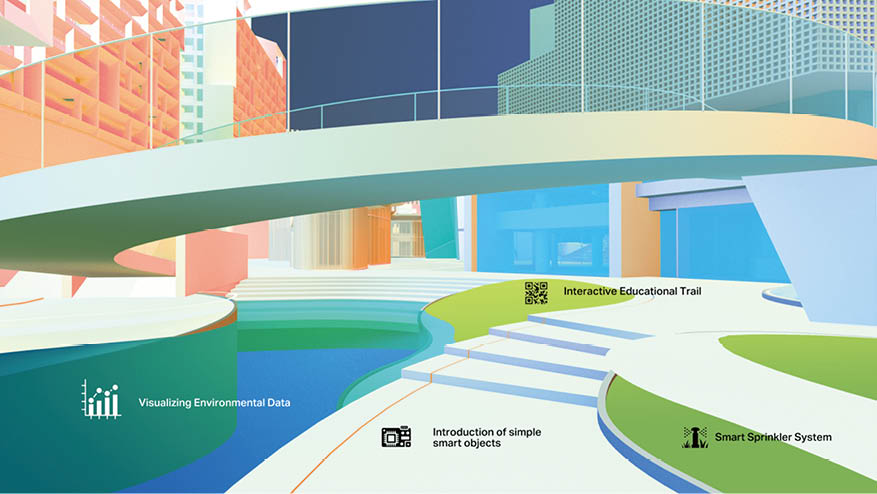 Interactive Educational Trail
Visualizing Environmental Data
Introduction of simple
smart objects
Smart Sprinkler System